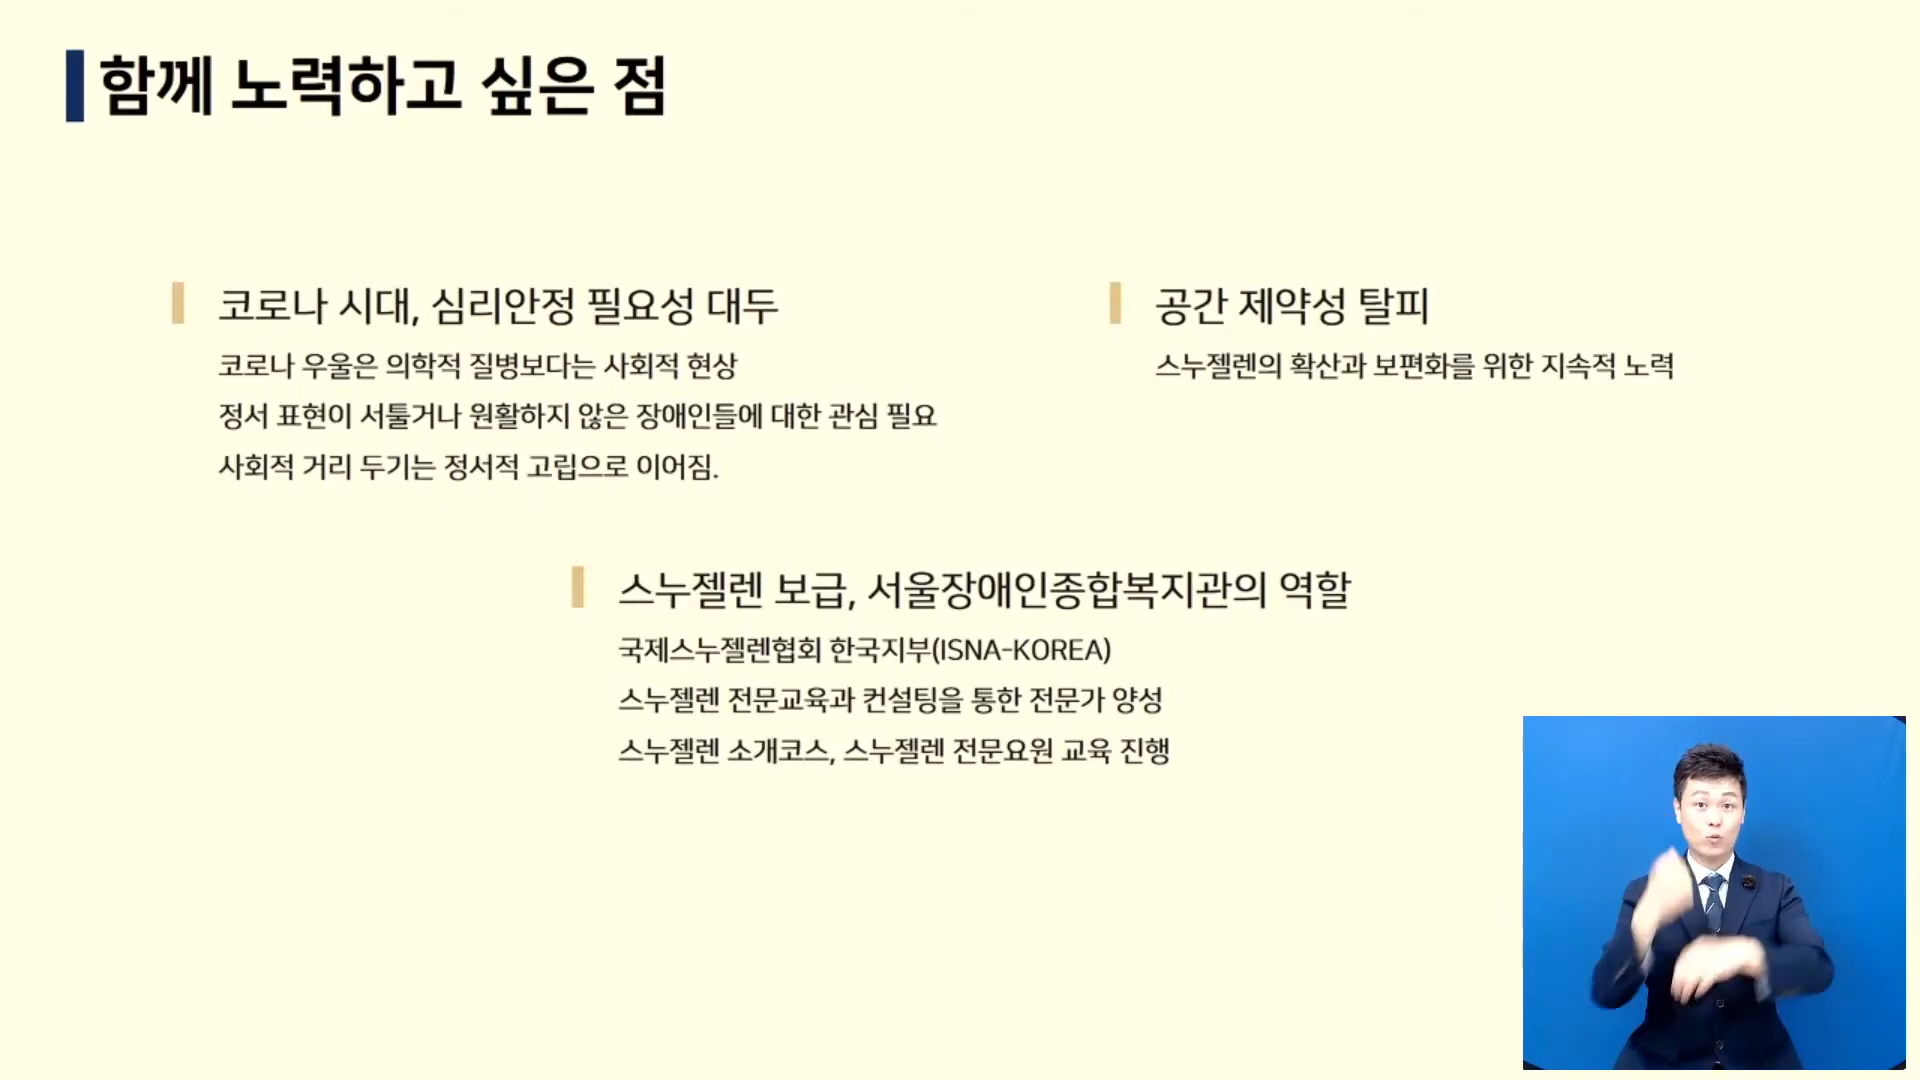 함께 노력하고 싶은 점
코로나 시대, 심리안정 필요성 대두
코로나 우울은 의학적 질병보다는 사회적 현상
정서 표현이 서툴거나 원활하지 않은 장애인들에 대한 관심 필요
사회적 거리 두기는 정서적 고립으로 이어짐.
공간 제약성 탈피
스누젤렌의 확산과 보편화를 위한 지속적 노력
스누젤렌 보급, 서울장애인종합복지관의 역할
국제스누젤렌협회 한국지부(ISNA-KOREA)
스누젤렌 전문교육과 컨설팅을 통한 전문가 양성
스누젤렌 소개코스, 스누젤렌 전문요원 교육 진행